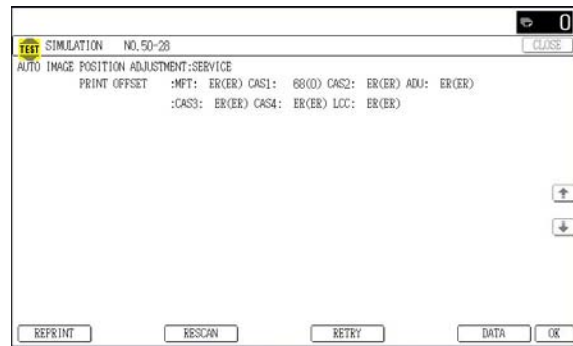 0
TEST SIMULATION NO.50-28 CLOSE
AUTO IMAGE POSITION ADJUSTMENT:SERVICE
PRINT OFFSET :MFT: ER(ER) CAS1: 68(0) CAS2: ER(ER) ADU: ER(ER)
:CAS3: ER(ER) CAS4: ER(ER) LCC: ER(ER)
REPRINT RESCAN RETRY DATA OK